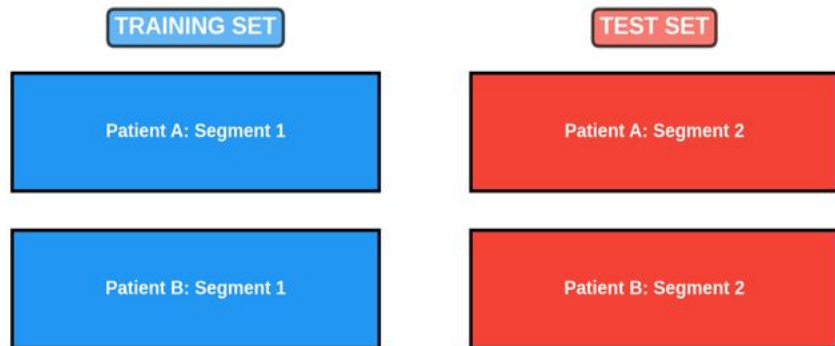 TRAINING SET
TEST SET
Patient A: Segment 1
Patient A: Segment 2
Patient B: Segment 1
Patient B: Segment 2